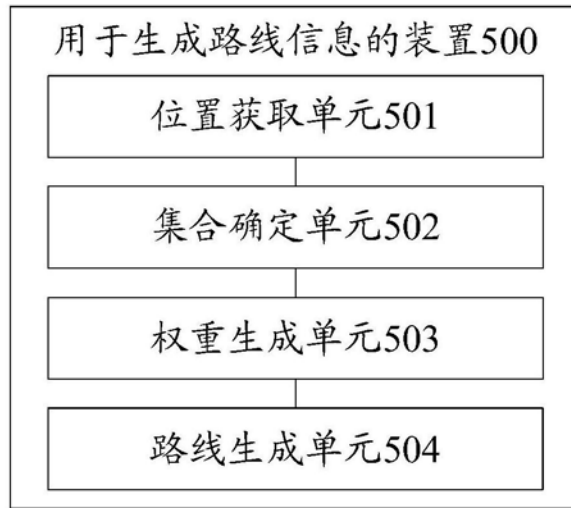 用于生成路线信息的装置500
位置获取单元501
集合确定单元502
权重生成单元503
路线生成单元504